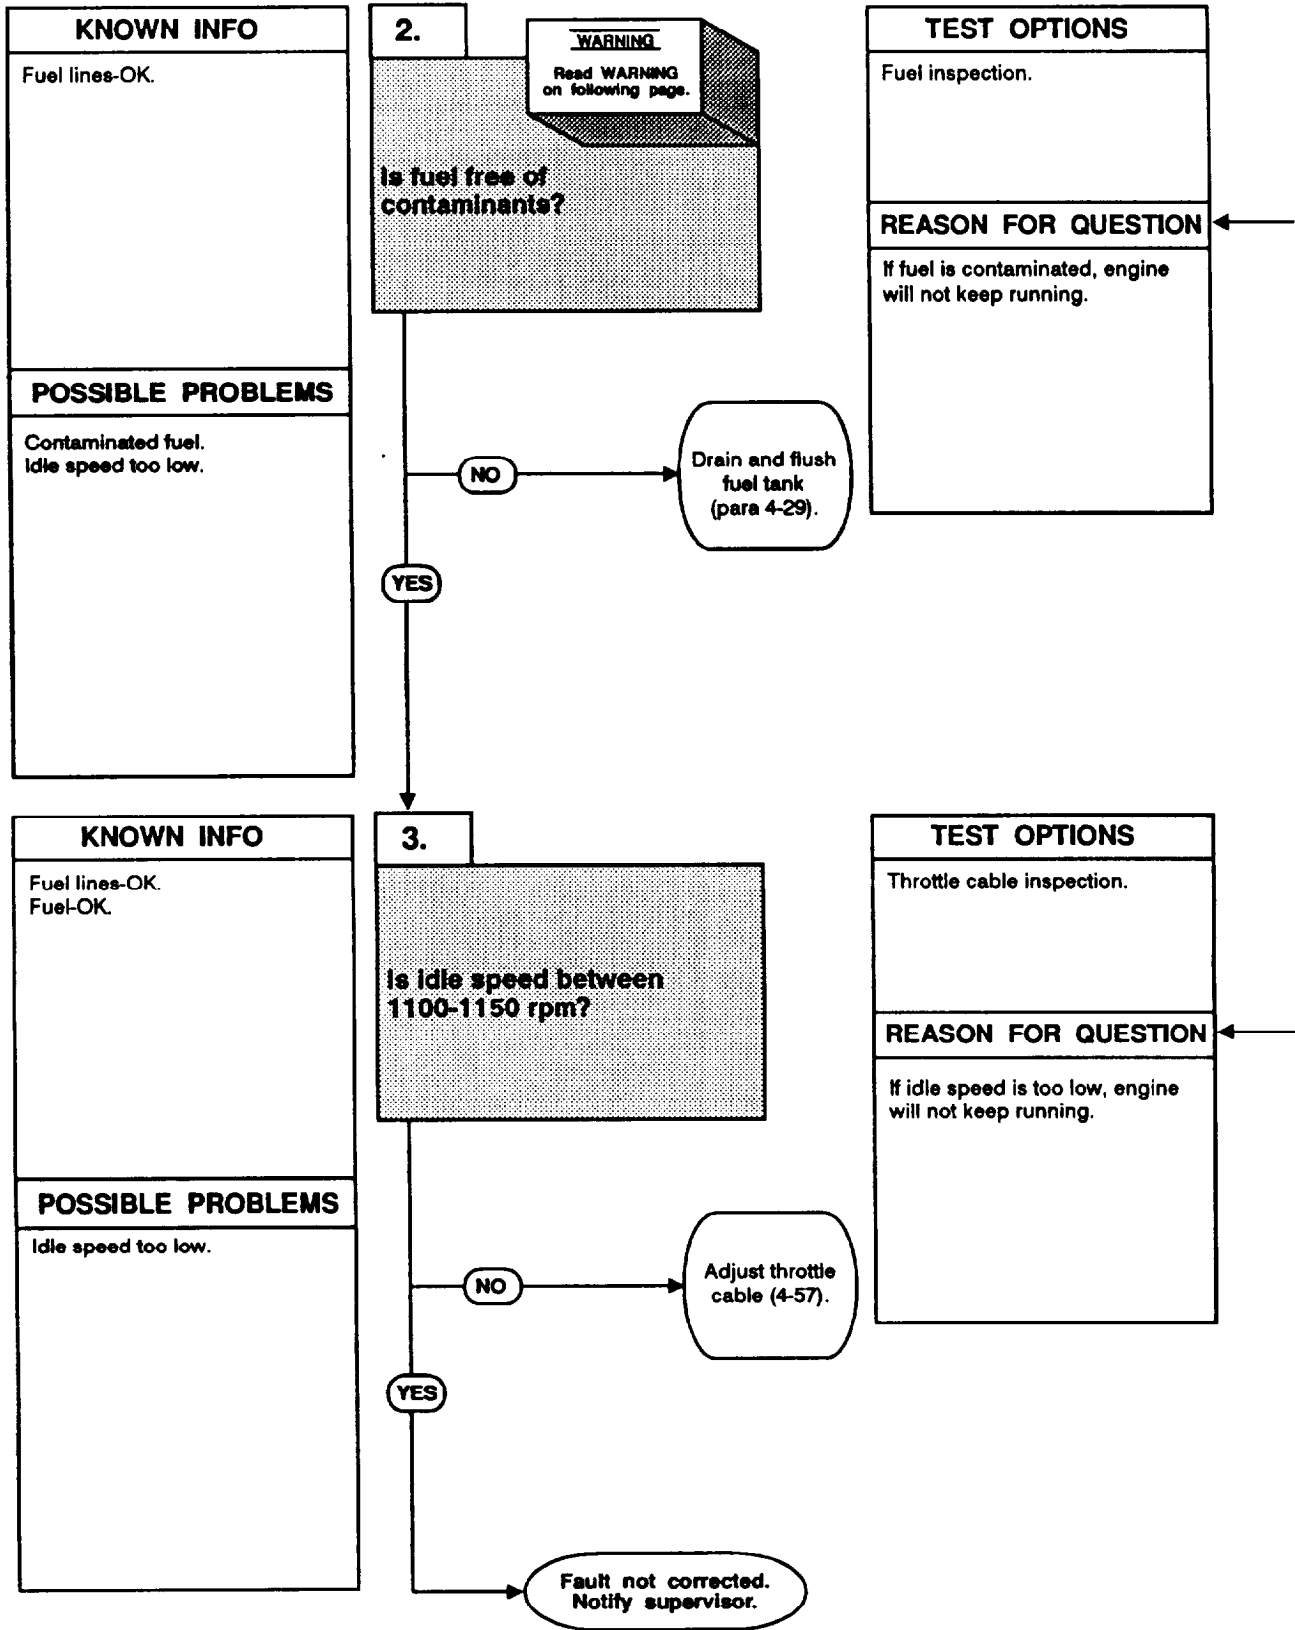 KNOWN INFO
Fuel lines-OK.
POSSIBLE PROBLEMS
Contaminated fuel.
Idle speed too low.
2.
WARNING
Read WARNING
on following page.
Is fuel free of
contaminants?
NO
Drain and flush
fuel tank
(para 4-29).
YES
TEST OPTIONS
Fuel inspection.
REASON FOR QUESTION
If fuel is contaminated, engine
will not keep running.
KNOWN INFO
Fuel lines-OK.
Fuel-OK.
POSSIBLE PROBLEMS
Idle speed too low.
3.
Is idle speed between
1100-1150 rpm?
NO
Adjust throttle
cable (4-57).
YES
Fault not corrected.
Notify supervisor.
TEST OPTIONS
Throttle cable inspection.
REASON FOR QUESTION
If idle speed is too low, engine
will not keep running.